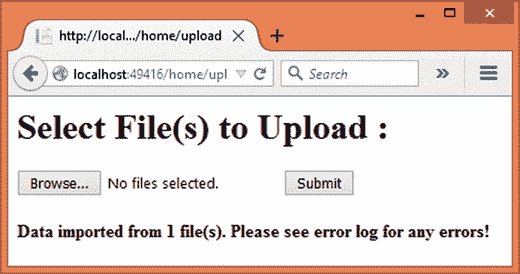 http://local.../home/upload
localhost:49416/home/upl
Search
Select File(s) to Upload :
Browse... No files selected. Submit
Data imported from 1 file(s). Please see error log for any errors!